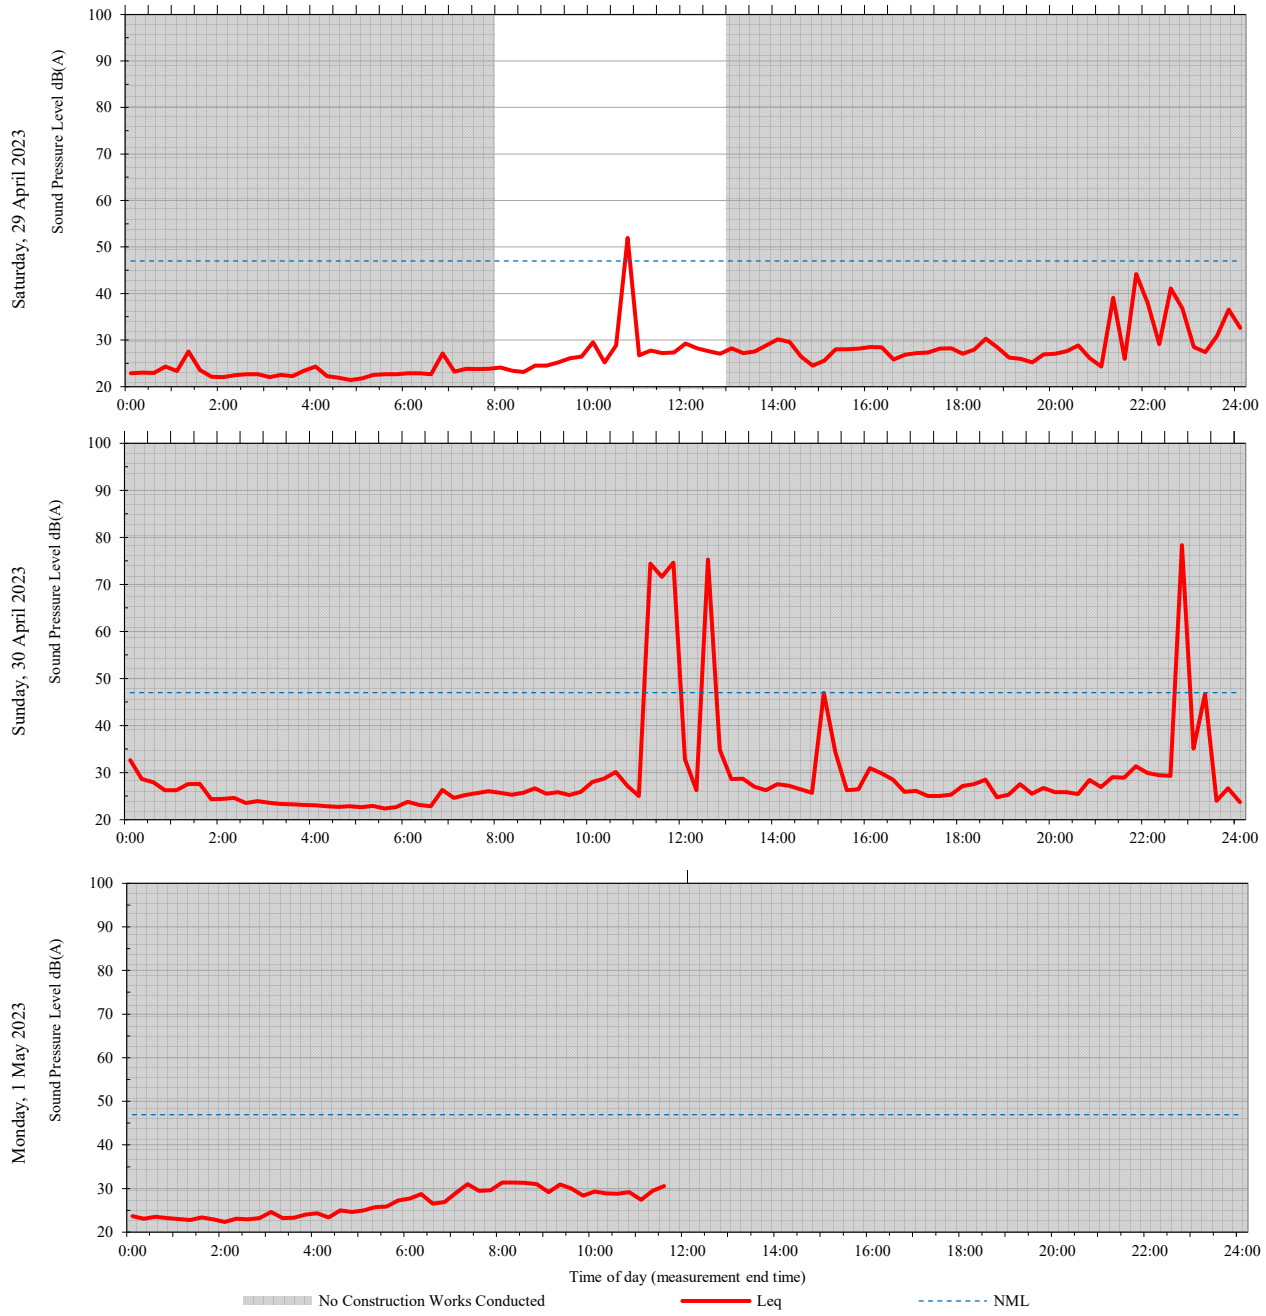 Saturday, 29 April 2023
Sound Pressure Level dB(A)
100
90
80
70
60
50
40
30
20
0:00 2:00 4:00 6:00 8:00 10:00 12:00 14:00 16:00 18:00 20:00 22:00 24:00
Sunday, 30 April 2023
Sound Pressure Level dB(A)
100
90
80
70
60
50
40
30
20
0:00 2:00 4:00 6:00 8:00 10:00 12:00 14:00 16:00 18:00 20:00 22:00 24:00
Monday, 1 May 2023
Sound Pressure Level dB(A)
100
90
80
70
60
50
40
30
20
0:00 2:00 4:00 6:00 8:00 10:00 12:00 14:00 16:00 18:00 20:00 22:00 24:00
Time of day (measurement end time)
No Construction Works Conducted Leq NML